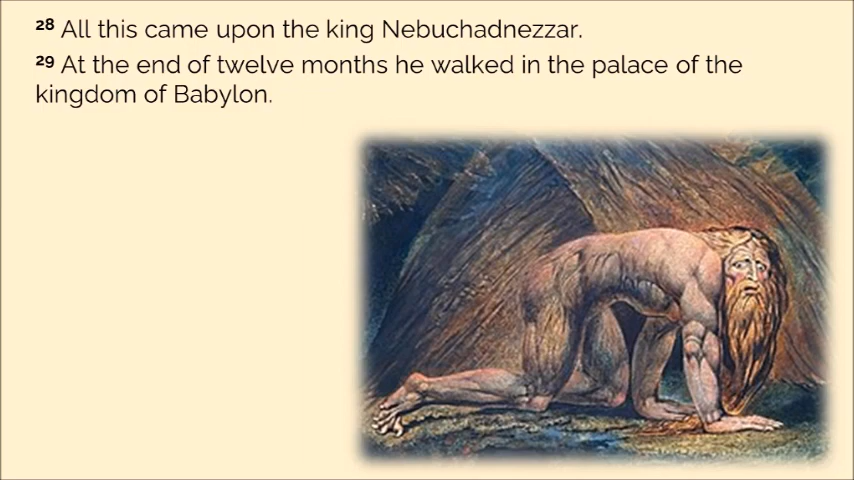 28 All this came upon the king Nebuchadnezzar.
29 At the end of twelve months he walked in the palace of the
kingdom of Babylon.